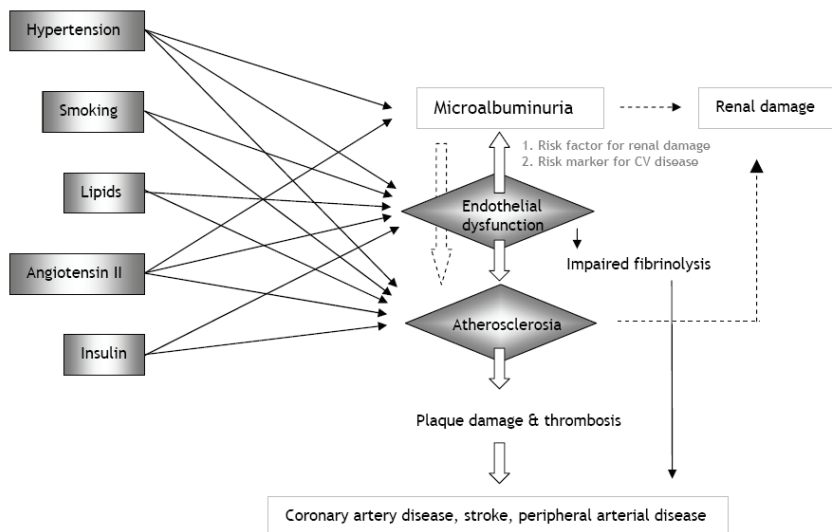 Hypertension
Smoking
Lipids
Angiotensin II
Insulin
Microalbuminuria
Renal damage
1. Risk factor for renal damage
2. Risk marker for CV disease
Endothelial
dysfunction
Impaired fibrinolysis
Atherosclerosia
Plaque damage & thrombosis
Coronary artery disease, stroke, peripheral arterial disease